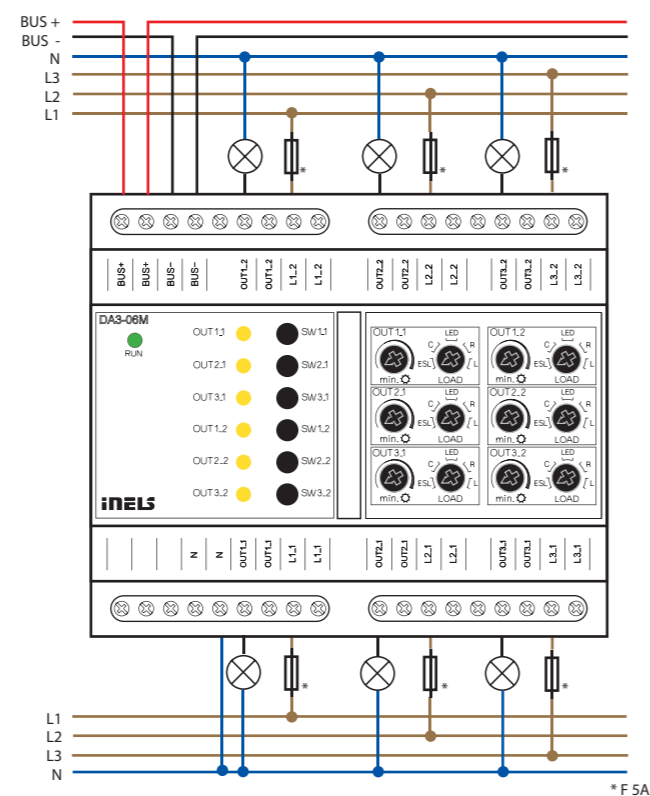 BUS +
BUS -
N
L3
L2
L1
* * *
BUS+ BUS+ BUS- BUS- OUT1_2 OUT1_2 L1_2 L1_2 OUT2_2 OUT2_2 L2_2 L2_2 OUT3_2 OUT3_2 L3_2 L3_2
DA3-06M
RUN
OUT1_1 SW1_1
OUT2_1 SW2_1
OUT3_1 SW3_1
OUT1_2 SW1_2
OUT2_2 SW2_2
OUT3_2 SW3_2
iNELS
OUT1_1 LED
C R
ESL L
min. LOAD
OUT1_2 LED
C R
ESL L
min. LOAD
OUT2_1 LED
C R
ESL L
min. LOAD
OUT2_2 LED
C R
ESL L
min. LOAD
OUT3_1 LED
C R
ESL L
min. LOAD
OUT3_2 LED
C R
ESL L
min. LOAD
N N OUT1_1 OUT1_1 L1_1 L1_1 OUT2_1 OUT2_1 L2_1 L2_1 OUT3_1 OUT3_1 L3_1 L3_1
* * *
L1
L2
L3
N
* F 5A